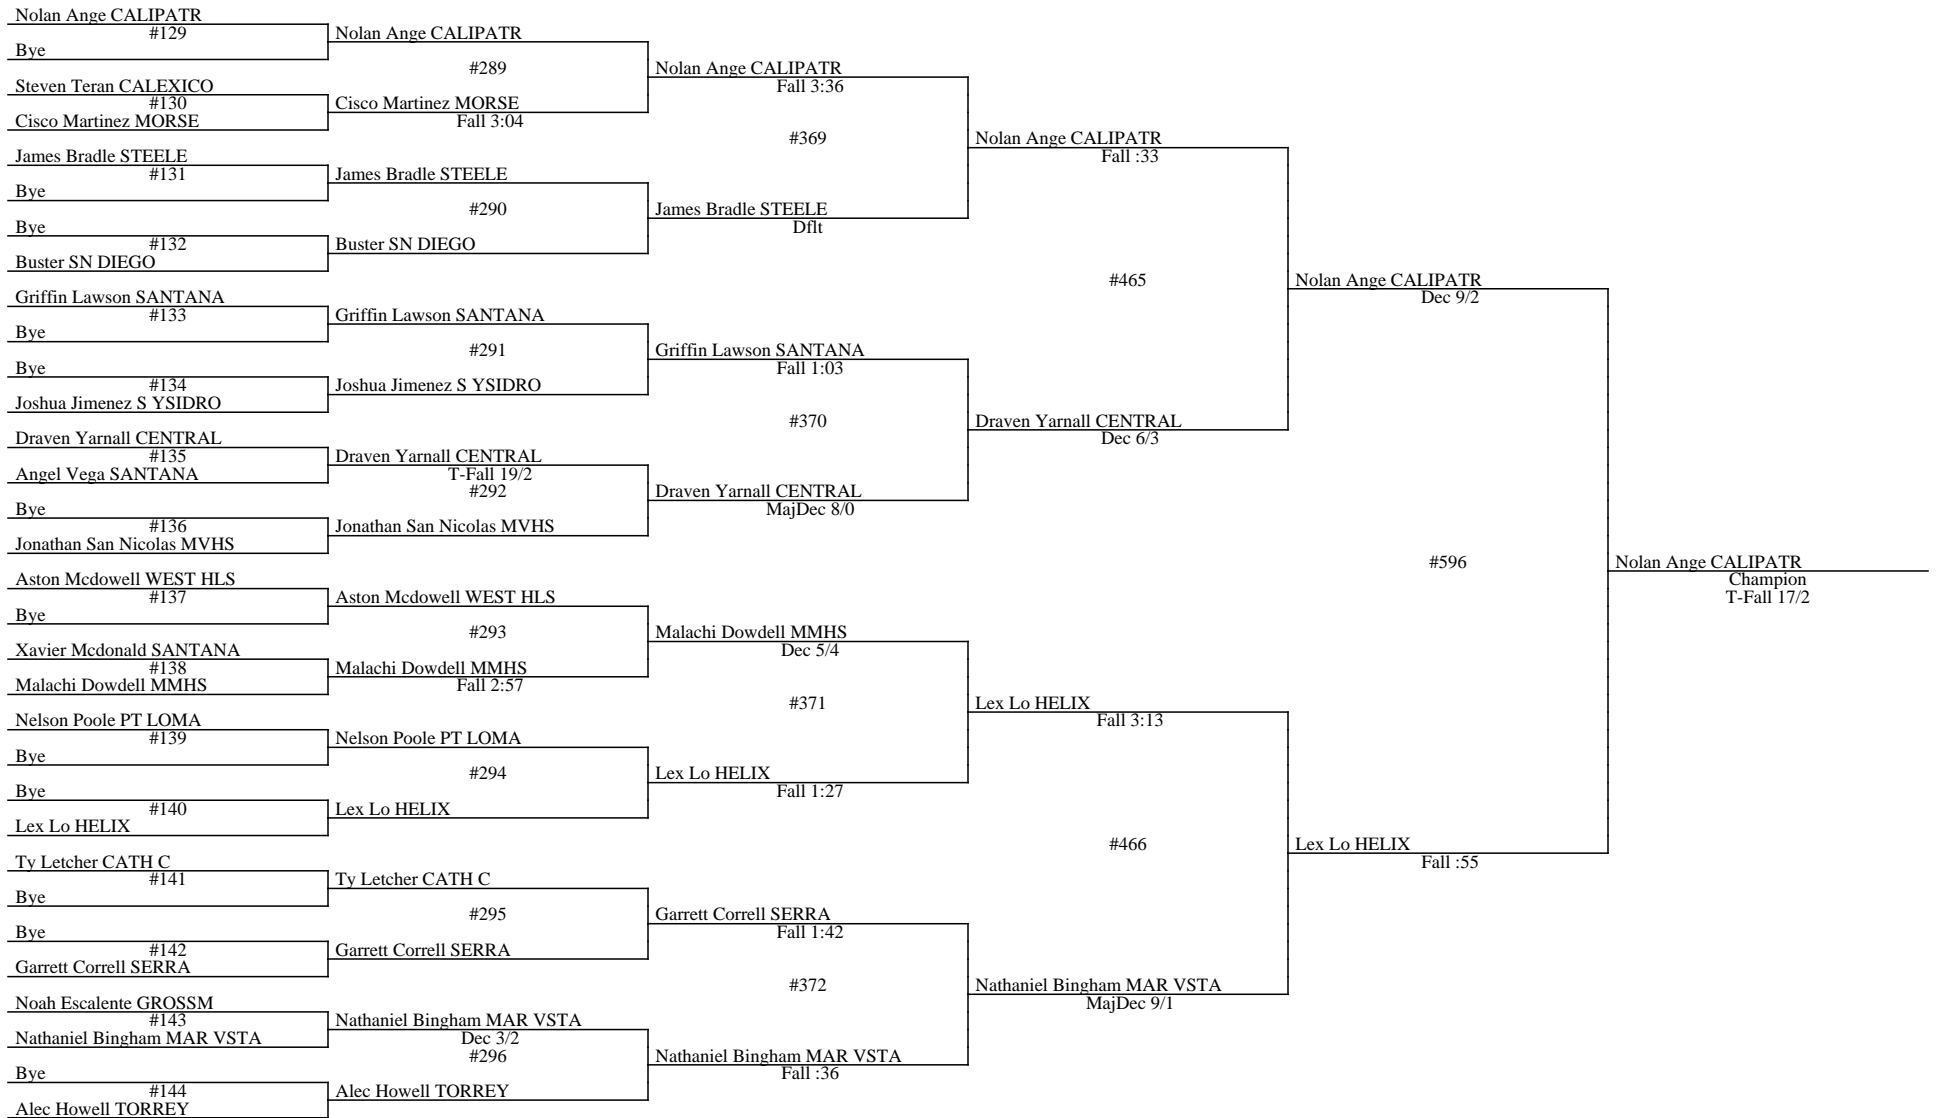 Nolan Ange CALIPATR
#129
Bye
Steven Teran CALEXICO
#130
Cisco Martinez MORSE
James Bradle STEELE
#131
Bye
Bye
#132
Buster SN DIEGO
Griffin Lawson SANTANA
#133
Bye
Bye
#134
Joshua Jimenez S YSIDRO
Draven Yarnall CENTRAL
#135
Angel Vega SANTANA
Bye
#136
Jonathan San Nicolas MVHS
Aston Mcdowell WEST HLS
#137
Bye
Xavier Mcdonald SANTANA
#138
Malachi Dowdell MMHS
Nelson Poole PT LOMA
#139
Bye
Bye
#140
Lex Lo HELIX
Ty Letcher CATH C
#141
Bye
Bye
#142
Garrett Correll SERRA
Noah Escalente GROSSM
#143
Nathaniel Bingham MAR VSTA
Bye
#144
Alec Howell TORREY
Nolan Ange CALIPATR
#289
Cisco Martinez MORSE
Fall 3:04
James Bradle STEELE
#290
Buster SN DIEGO
Griffin Lawson SANTANA
#291
Joshua Jimenez S YSIDRO
Draven Yarnall CENTRAL
T-Fall 19/2
#292
Jonathan San Nicolas MVHS
Aston Mcdowell WEST HLS
#293
Malachi Dowdell MMHS
Fall 2:57
Nelson Poole PT LOMA
#294
Lex Lo HELIX
Ty Letcher CATH C
#295
Garrett Correll SERRA
Nathaniel Bingham MAR VSTA
Dec 3/2
#296
Alec Howell TORREY
Nolan Ange CALIPATR
Fall 3:36
#369
James Bradle STEELE
Dflt
Griffin Lawson SANTANA
Fall 1:03
#370
Draven Yarnall CENTRAL
MajDec 8/0
Malachi Dowdell MMHS
Dec 5/4
#371
Lex Lo HELIX
Fall 1:27
Garrett Correll SERRA
Fall 1:42
#372
Nathaniel Bingham MAR VSTA
Fall :36
Nolan Ange CALIPATR
Fall :33
#465
Draven Yarnall CENTRAL
Dec 6/3
Lex Lo HELIX
Fall 3:13
#466
Nathaniel Bingham MAR VSTA
MajDec 9/1
Nolan Ange CALIPATR
Dec 9/2
#596
Lex Lo HELIX
Fall :55
Nolan Ange CALIPATR
Champion
T-Fall 17/2